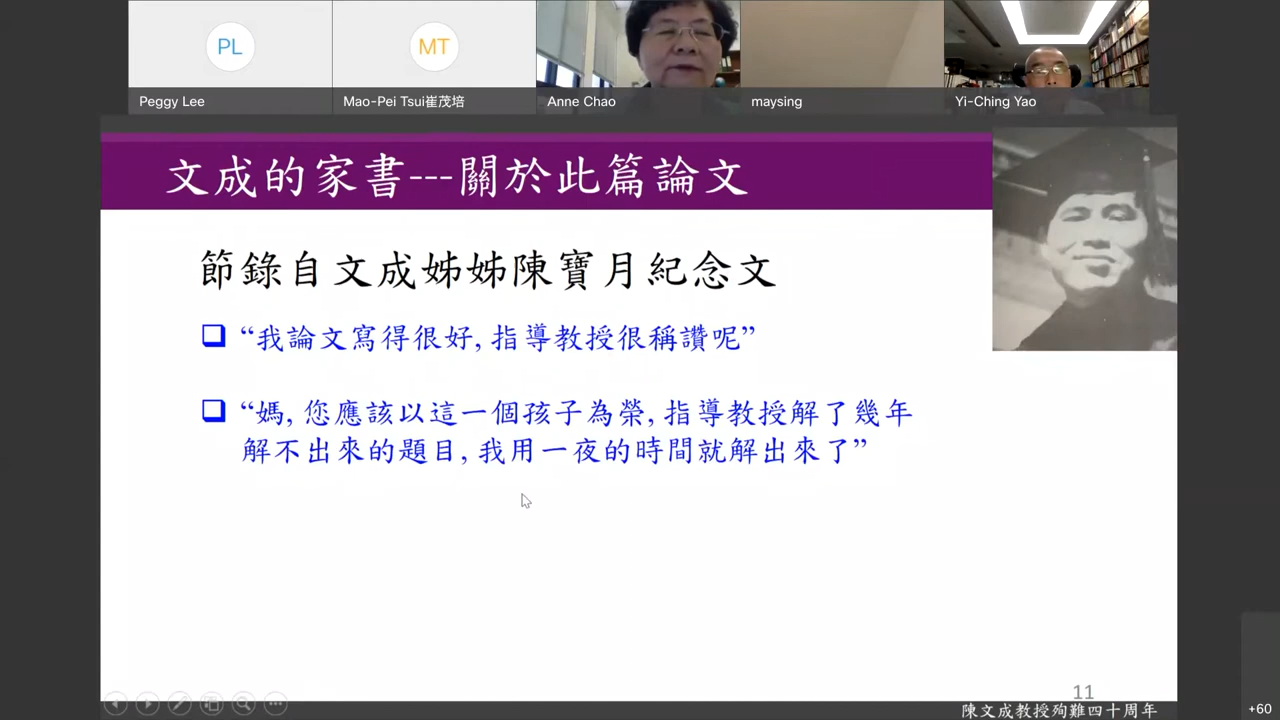 PL
MT
Peggy Lee
Mao-Pei Tsui崔茂培
Anne Chao
maysing
Yi-Ching Yao
文成的家書---關於此篇論文
節錄自文成姊姊陳寶月紀念文
“我論文寫得很好,指導教授很稱讚呢”
“媽,您應該以這一個孩子為榮,指導教授解了幾年
解不出來的題目,我用一夜的時間就解出來了”
11
陳文成教授殉難四十周年
+60